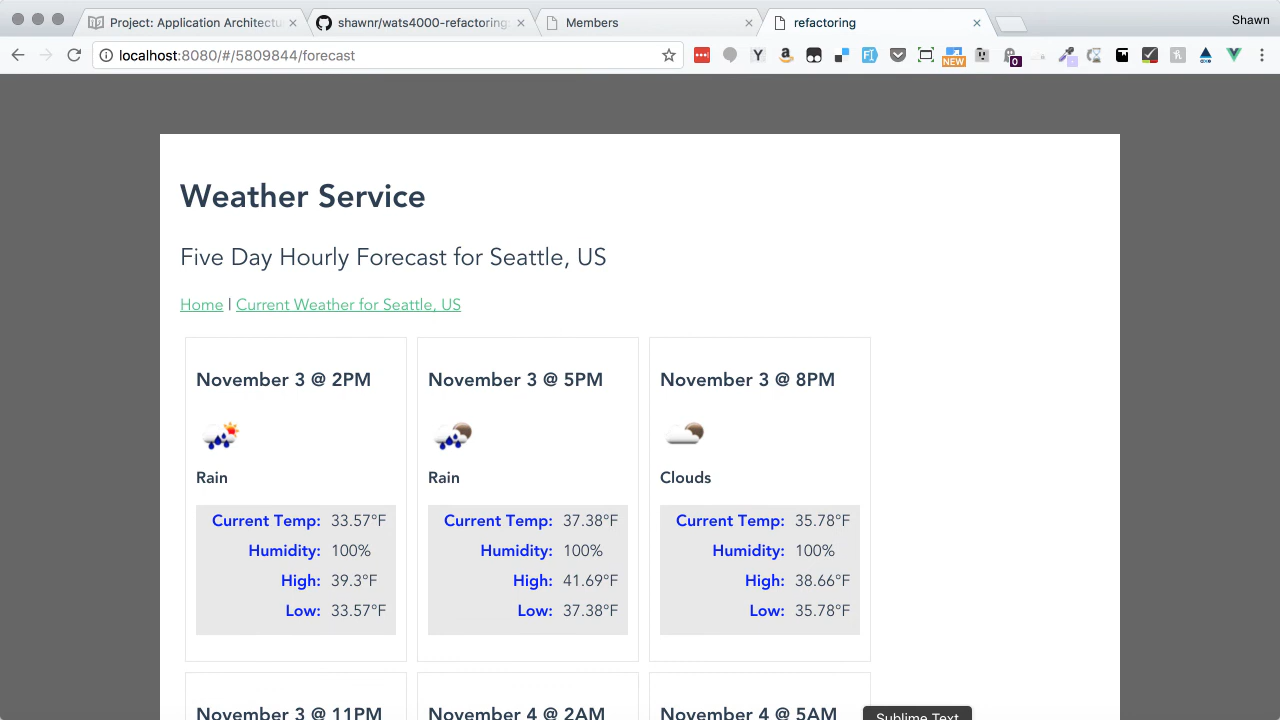 Project: Application Architectu
shawnr/wats4000-refactoring
Members
refactoring
Shawn
localhost:8080/#/5809844/forecast
Y
a
FI
NEW
0
Weather Service
Five Day Hourly Forecast for Seattle, US
Home | Current Weather for Seattle, US
November 3 @ 2PM
Rain
Current Temp: 33.57°F
Humidity: 100%
High: 39.3°F
Low: 33.57°F
November 3 @ 5PM
Rain
Current Temp: 37.38°F
Humidity: 100%
High: 41.69°F
Low: 37.38°F
November 3 @ 8PM
Clouds
Current Temp: 35.78°F
Humidity: 100%
High: 38.66°F
Low: 35.78°F
November 3 @ 11PM
November 4 @ 2AM
November 4 @ 5AM
Sublime Text